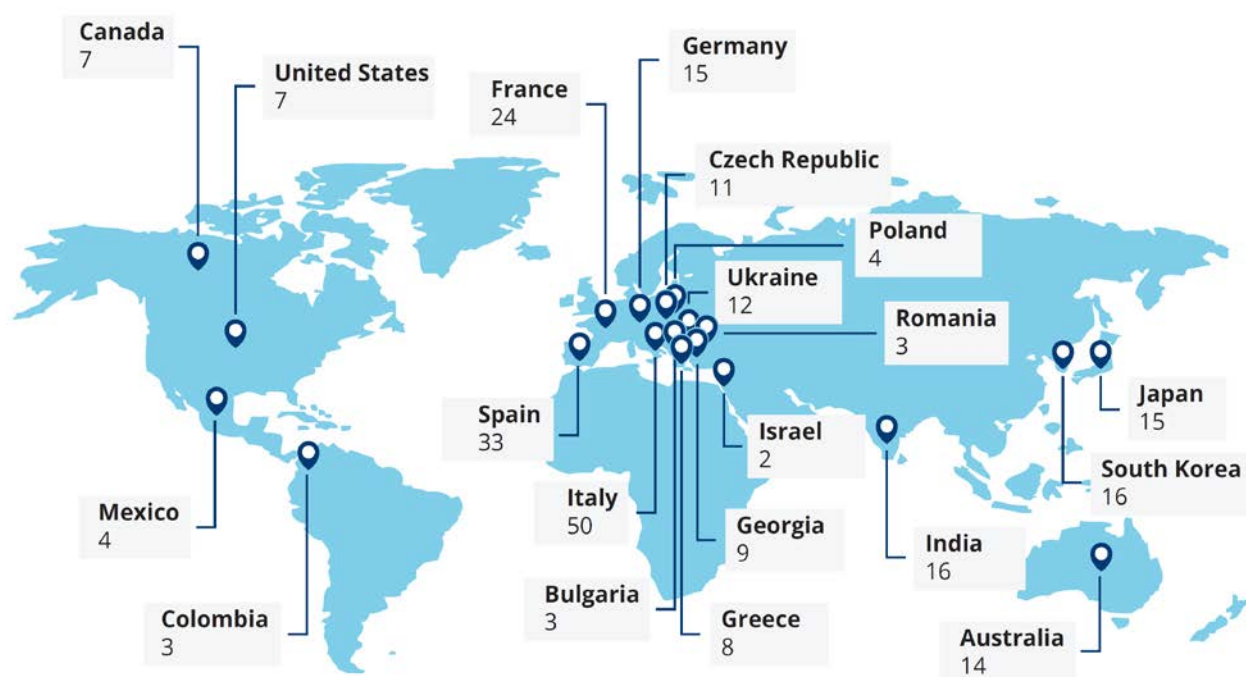 Canada
7
United States
7
France
24
Germany
15
Czech Republic
11
Poland
4
Ukraine
12
Romania
3
Spain
33
Israel
2
Japan
15
South Korea
16
Mexico
4
Italy
50
Georgia
9
India
16
Bulgaria
3
Colombia
3
Greece
8
Australia
14